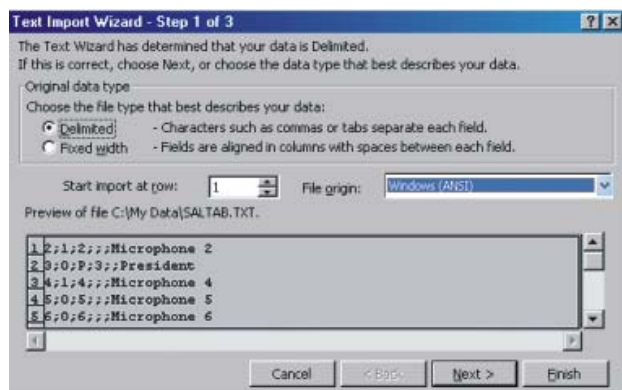 Text Import Wizard - Step 1 of 3
The Text Wizard has determined that your data is Delimited.
If this is correct, choose Next, or choose the data type that best describes your data.
Original data type
Choose the file type that best describes your data:
Delimited - Characters such as commas or tabs separate each field.
Fixed width - Fields are aligned in columns with spaces between each field.
Start import at row: 1 File origin: Windows (ANSI)
Preview of file C:\My Data\SALTAB.TXT.
1 2;1;2;;;Microphone 2
2 3;0;P;3;;President
3 4;1;4;;;Microphone 4
4 5;0;5;;;Microphone 5
5 6;0;6;;;Microphone 6
Cancel < Back Next > Finish